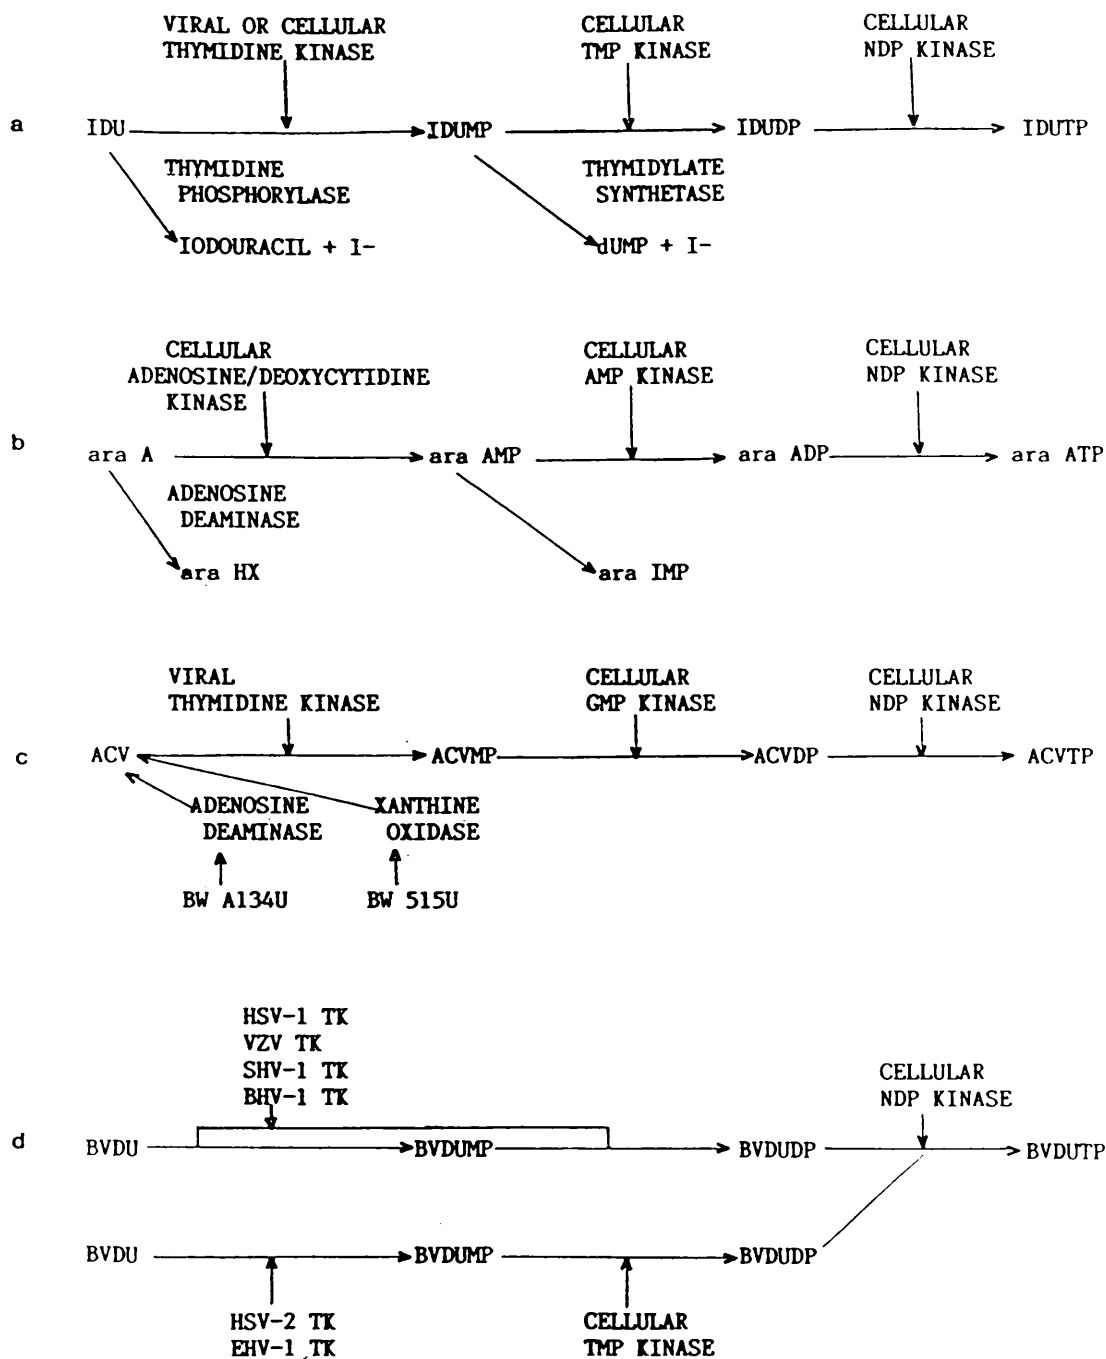 VIRAL OR CELLULAR
THYMIDINE KINASE
CELLULAR
TMP KINASE
CELLULAR
NDP KINASE
a
IDU
IDUMP
IDUDP
IDUTP
THYMIDINE
PHOSPHORYLASE
THYMIDYLATE
SYNTHETASE
IODOURACIL + I-
dUMP + I-
CELLULAR
ADENOSINE/DEOXYCYTIDINE
KINASE
CELLULAR
AMP KINASE
CELLULAR
NDP KINASE
b
ara A
ara AMP
ara ADP
ara ATP
ADENOSINE
DEAMINASE
ara HX
ara IMP
VIRAL
THYMIDINE KINASE
CELLULAR
GMP KINASE
CELLULAR
NDP KINASE
c
ACV
ACVMP
ACVDP
ACVTP
ADENOSINE
DEAMINASE
XANTHINE
OXIDASE
BW A134U
BW 515U
HSV-1 TK
VZV TK
SHV-1 TK
BHV-1 TK
CELLULAR
NDP KINASE
d
BVDU
BVDUMP
BVDUDP
BVDUTP
BVDU
BVDUMP
BVDUDP
HSV-2 TK
EHV-1 TK
CELLULAR
TMP KINASE